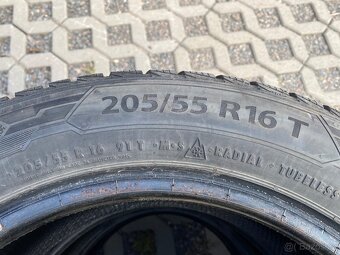 205/55 R16 T
205/55 R 16 91 T · M+S RADIAL · TUBELESS